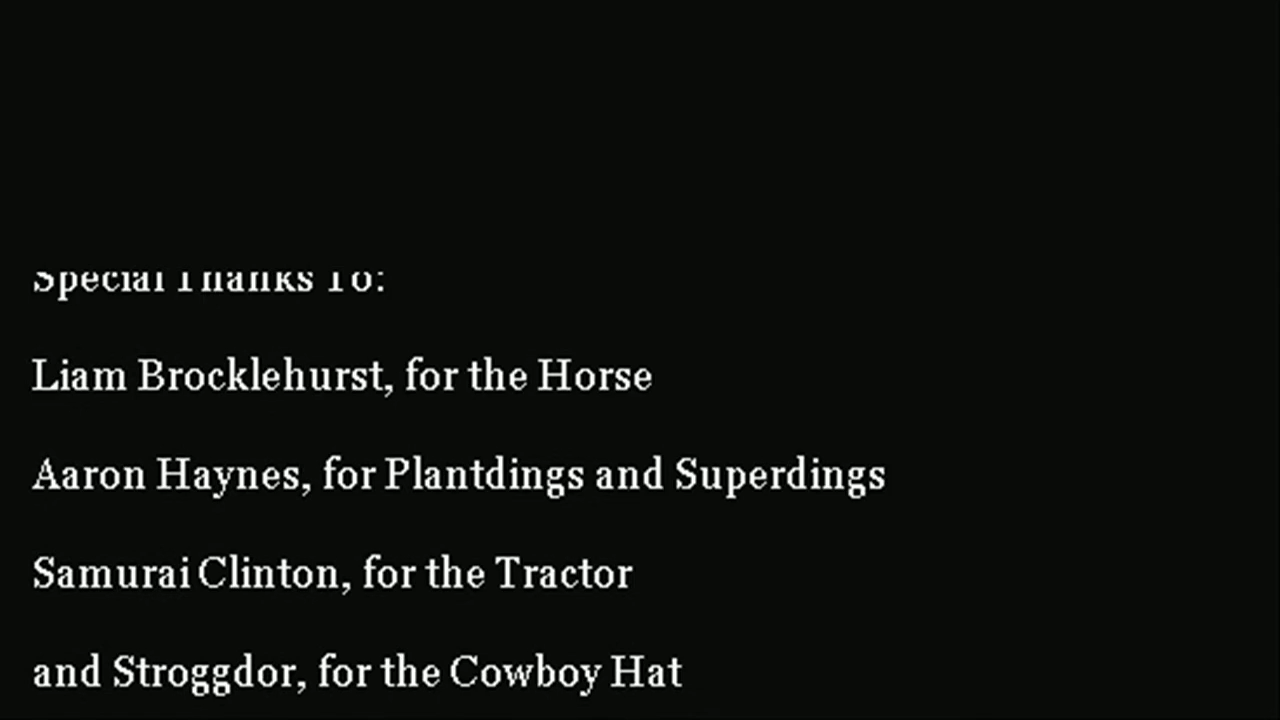 Special Thanks To:
Liam Brocklehurst, for the Horse
Aaron Haynes, for Plantdings and Superdings
Samurai Clinton, for the Tractor
and Stroggdor, for the Cowboy Hat